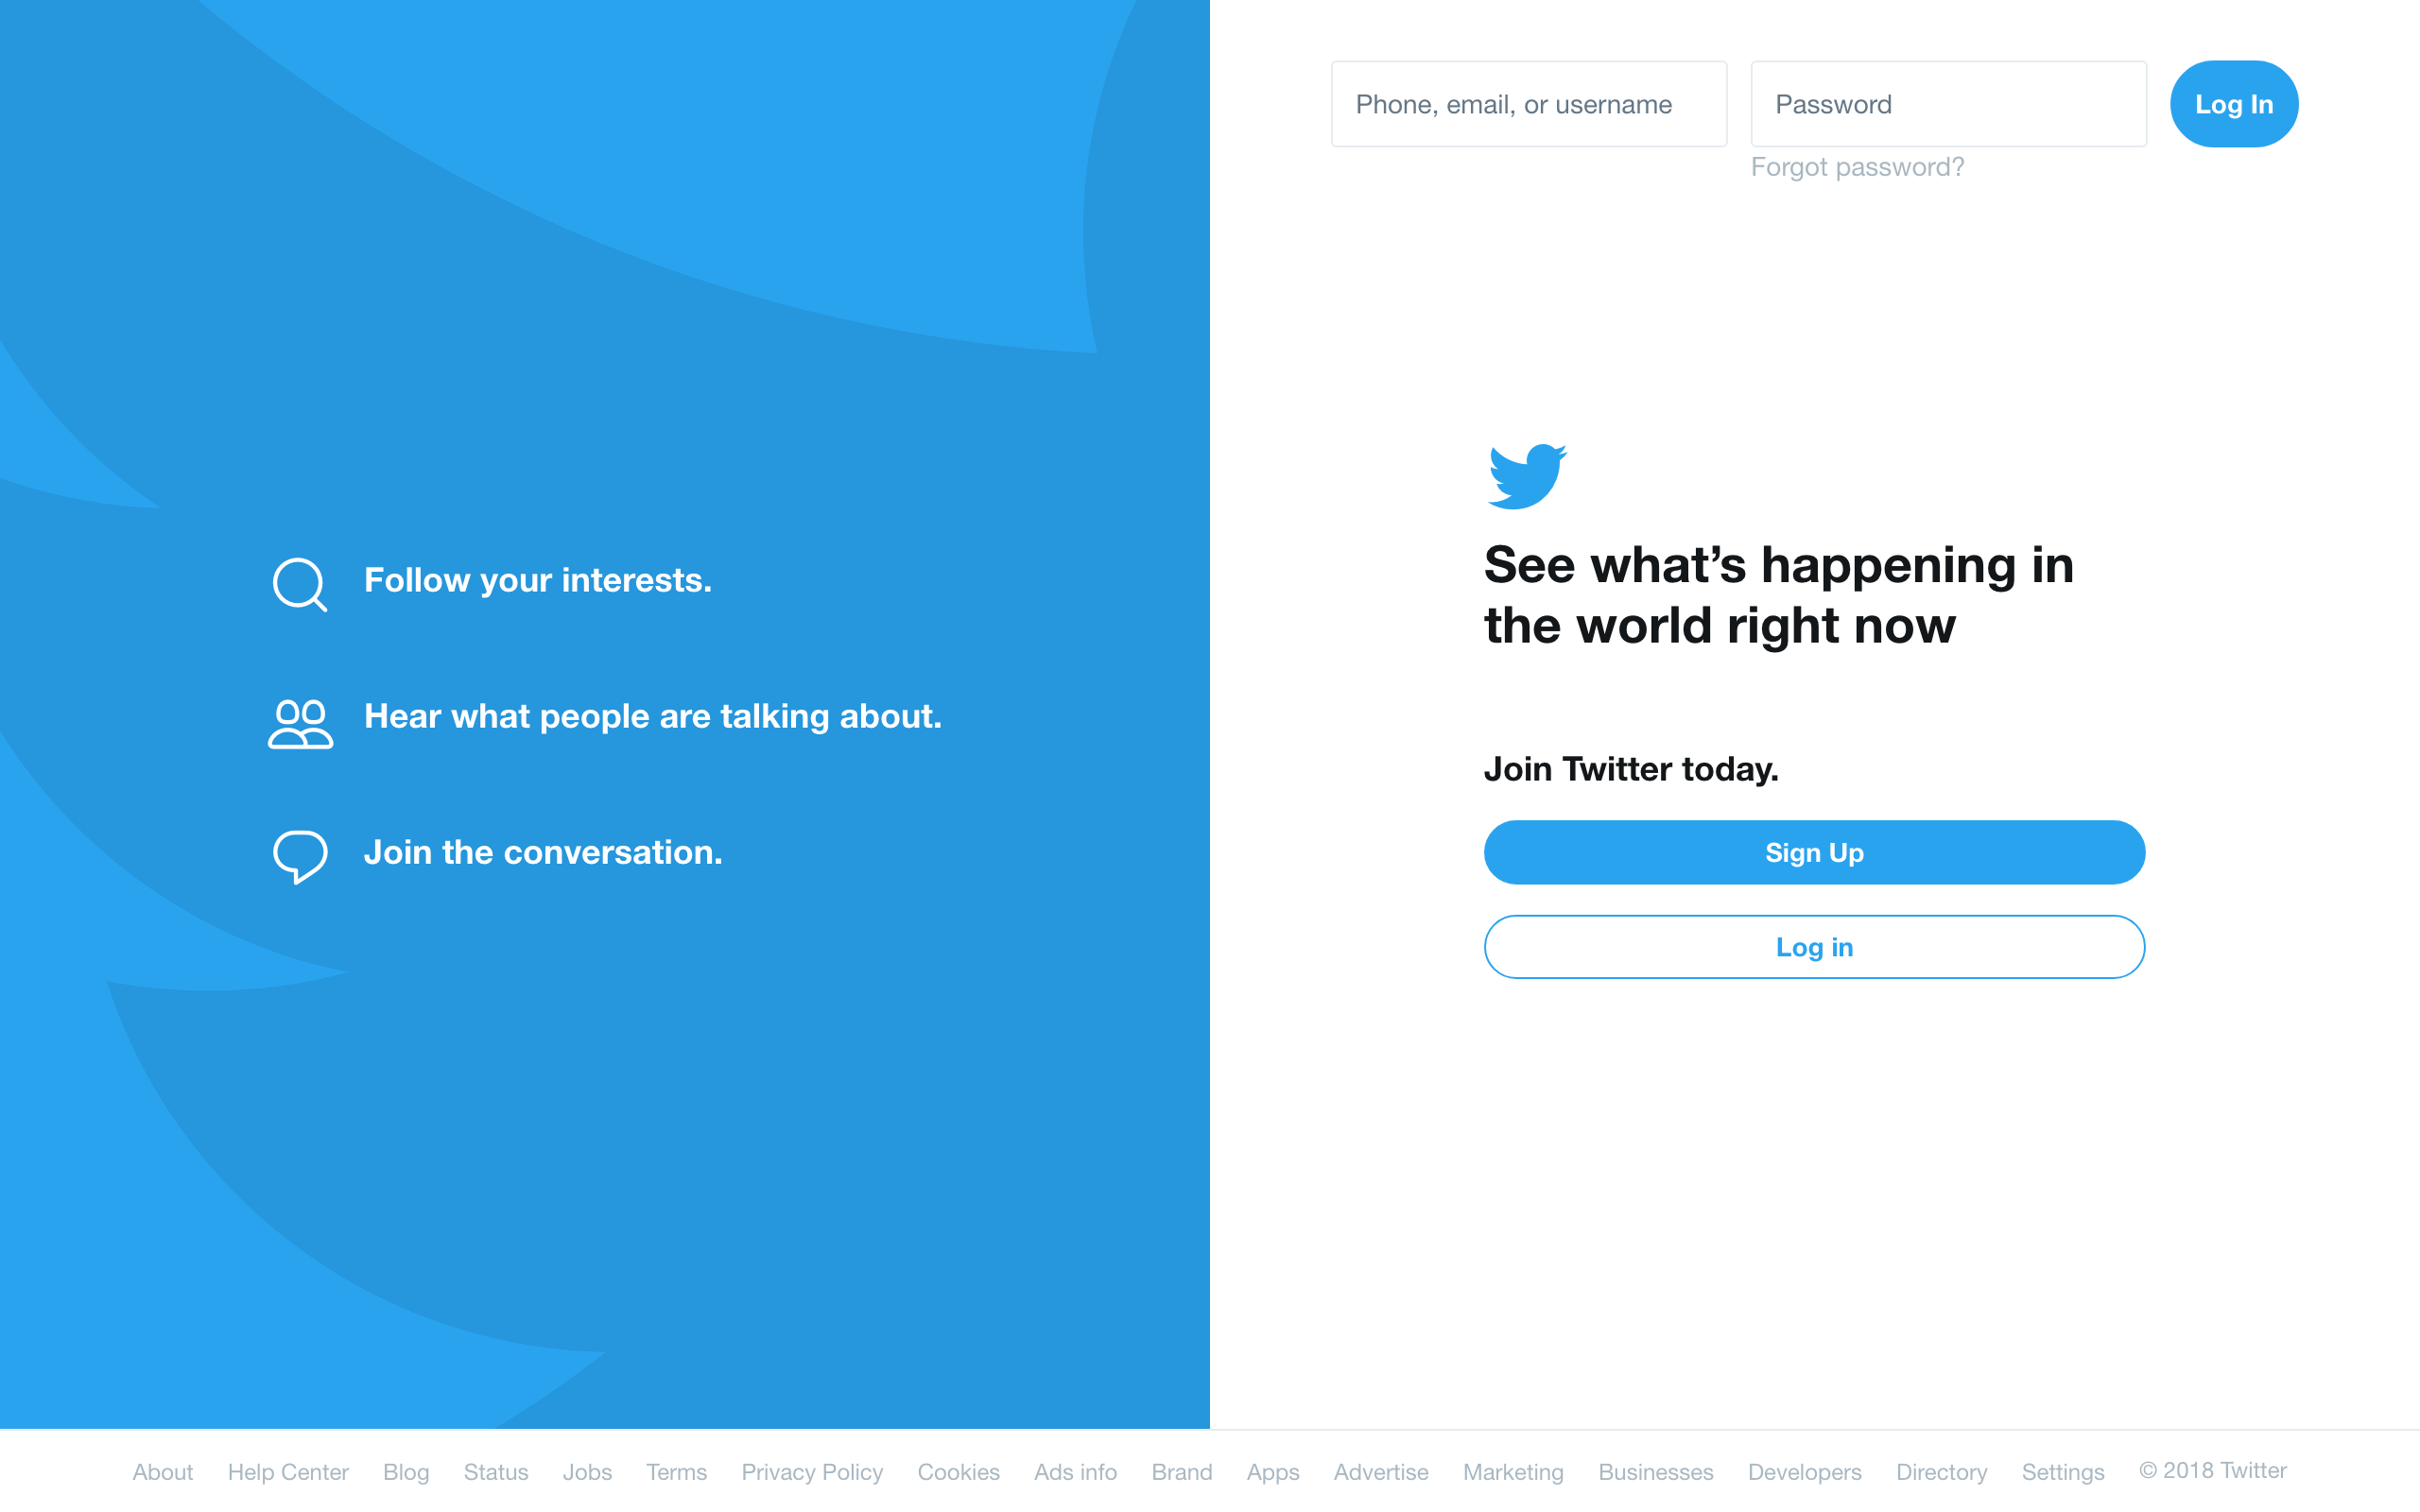 Phone, email, or username
Password
Log In
Forgot password?
Follow your interests.
Hear what people are talking about.
Join the conversation.
See what’s happening in
the world right now
Join Twitter today.
Sign Up
Log in
About Help Center Blog Status Jobs Terms Privacy Policy Cookies Ads info Brand Apps Advertise Marketing Businesses Developers Directory Settings © 2018 Twitter